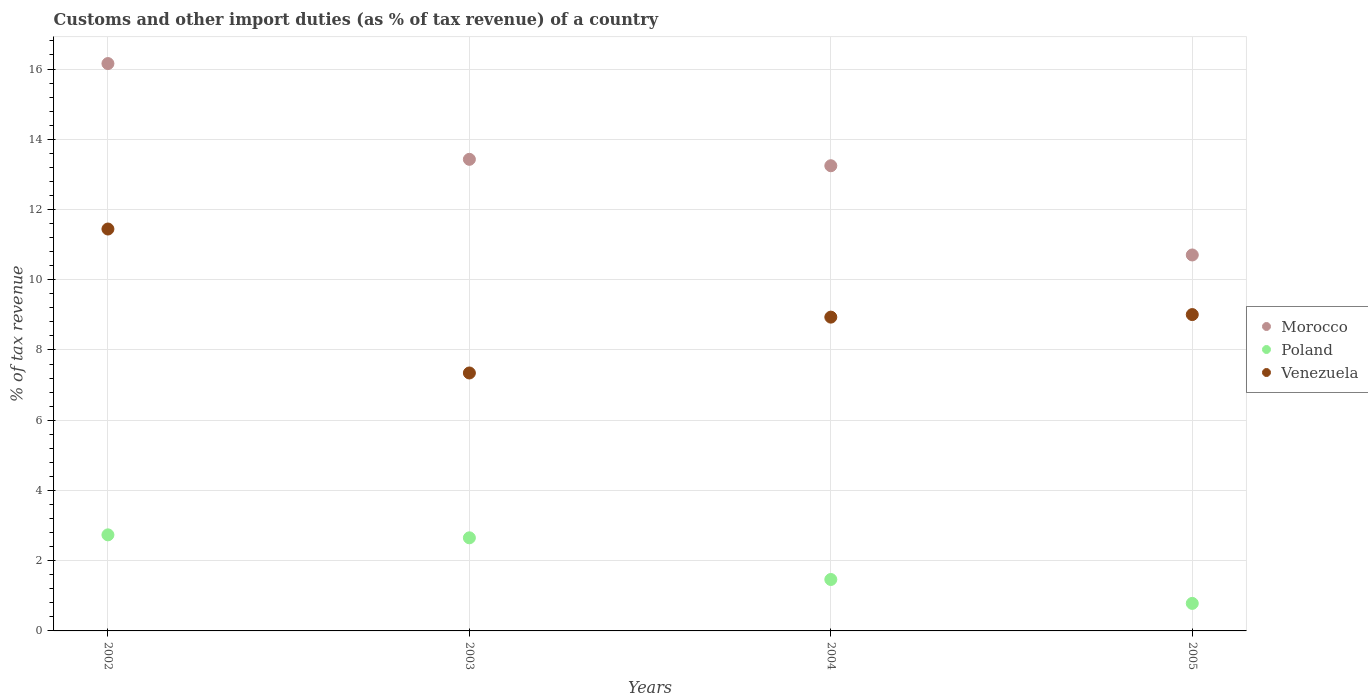 Customs and other import duties (as % of tax revenue) of a country
% of tax revenue
16
14
12
10
8
6
4
2
0
2002
2003
2004
2005
Years
Morocco
Poland
Venezuela